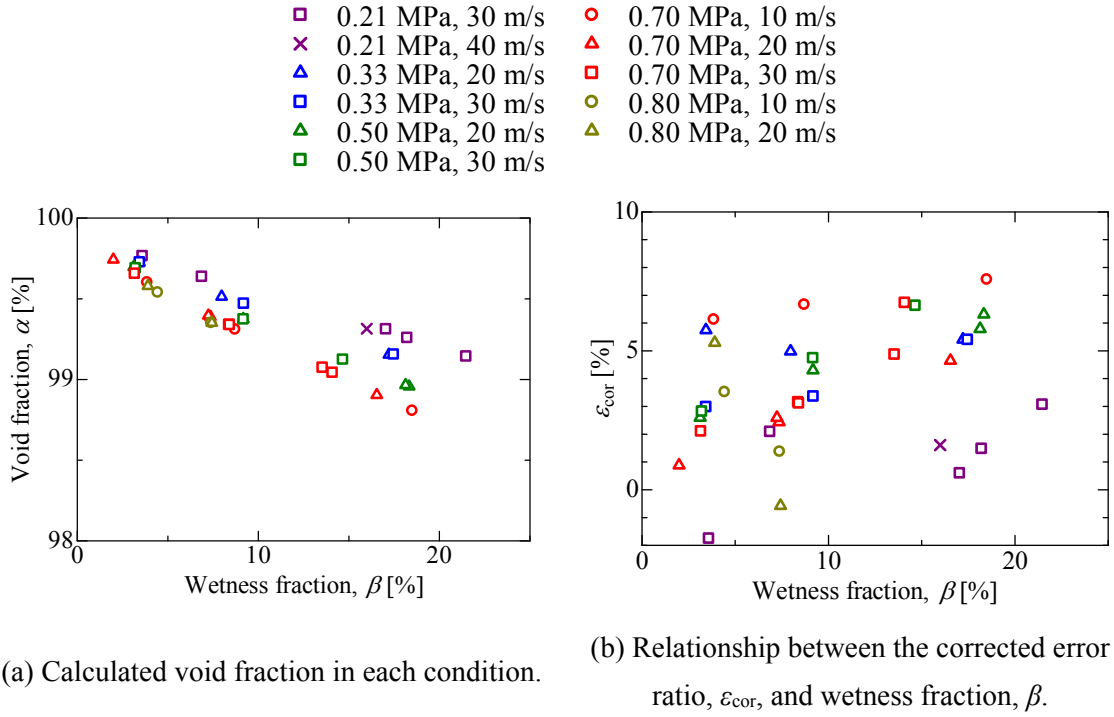 0.21 MPa, 30 m/s
0.21 MPa, 40 m/s
0.33 MPa, 20 m/s
0.33 MPa, 30 m/s
0.50 MPa, 20 m/s
0.50 MPa, 30 m/s
0.70 MPa, 10 m/s
0.70 MPa, 20 m/s
0.70 MPa, 30 m/s
0.80 MPa, 10 m/s
0.80 MPa, 20 m/s
100
99
98
0
10
20
Void fraction, α [%]
Wetness fraction, β [%]
(a) Calculated void fraction in each condition.
10
5
0
0
10
20
εcor [%]
Wetness fraction, β [%]
(b) Relationship between the corrected error
ratio, εcor, and wetness fraction, β.